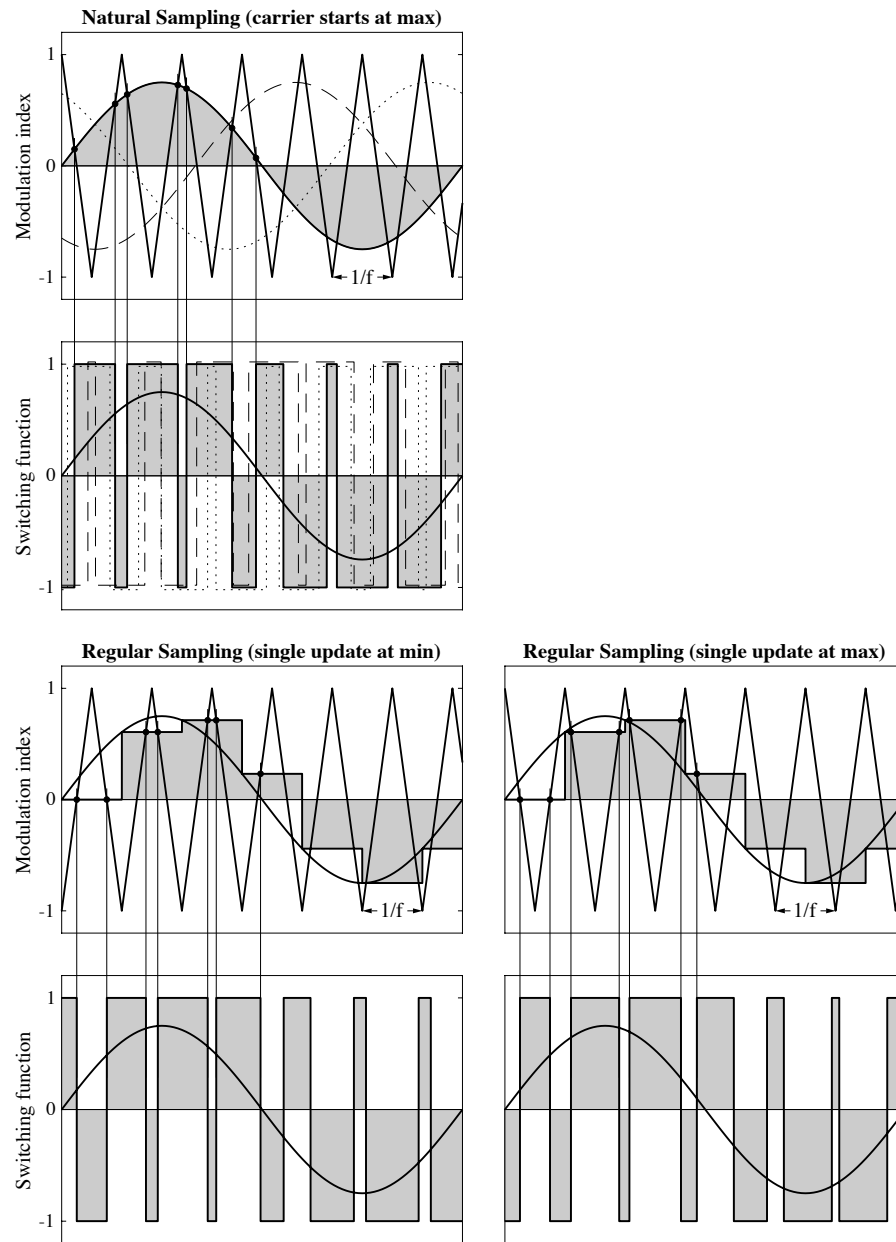 Natural Sampling (carrier starts at max)
1
0
-1
Modulation index
1/f
1
0
-1
Switching function
Regular Sampling (single update at min)
1
0
-1
Modulation index
1/f
Regular Sampling (single update at max)
1/f
1
0
-1
Switching function